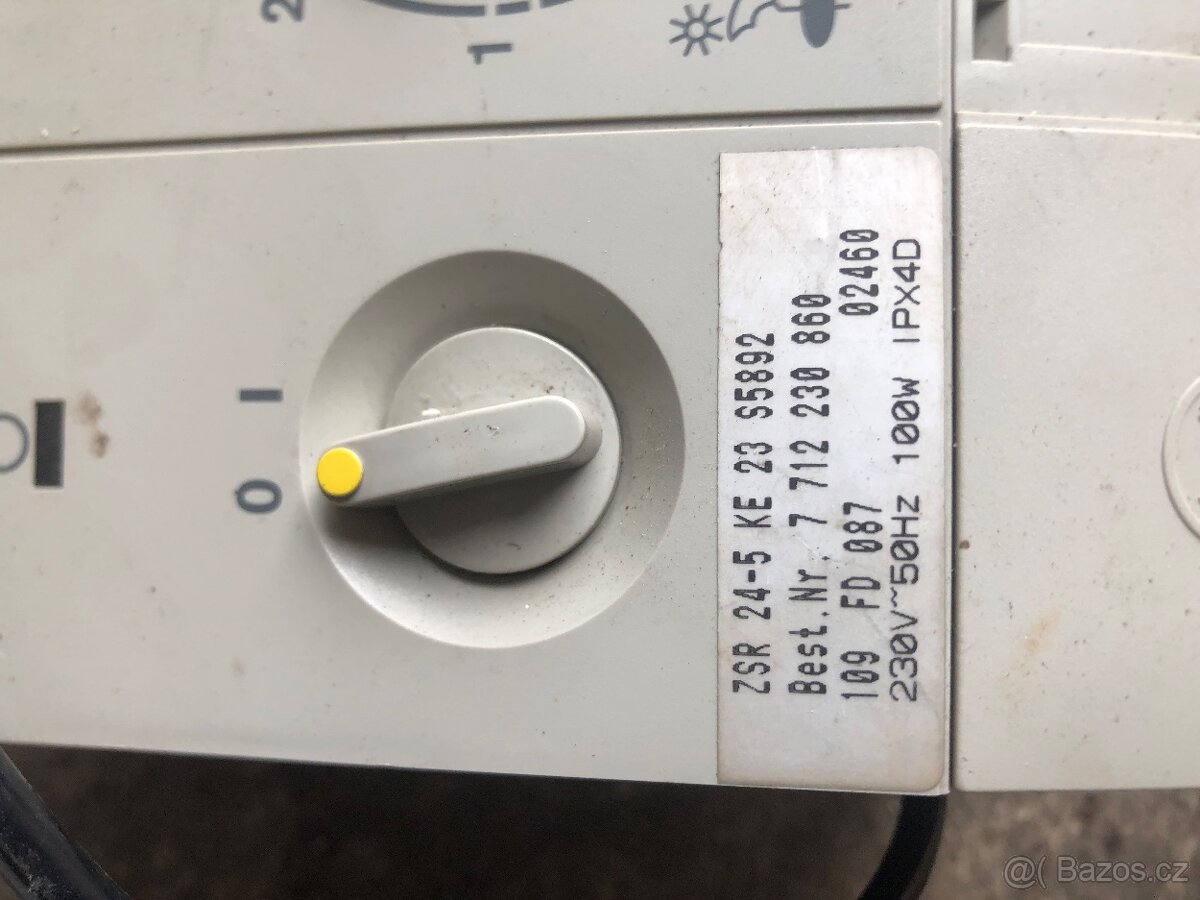 2
1
I
0
ZSR 24-5 KE 23 S5892
Best.Nr. 7 712 230 860
109 FD 087 02460
230V~50Hz 100W IPX4D
@( Bazos.cz